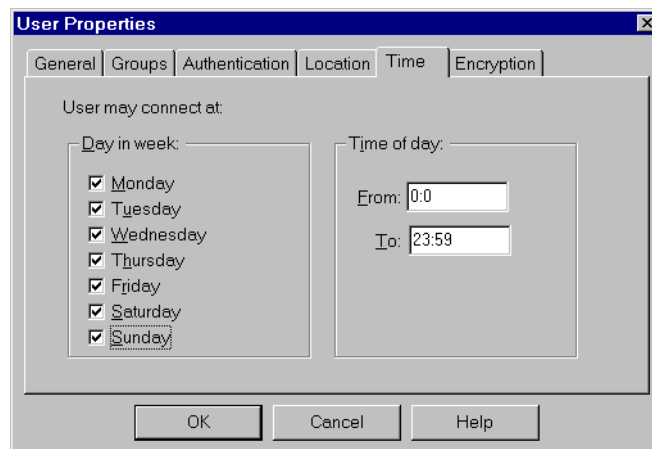 User Properties
General Groups Authentication Location Time Encryption
User may connect at:
Day in week:
Monday
Tuesday
Wednesday
Thursday
Friday
Saturday
Sunday
Time of day:
From: 0:0
To: 23:59
OK Cancel Help